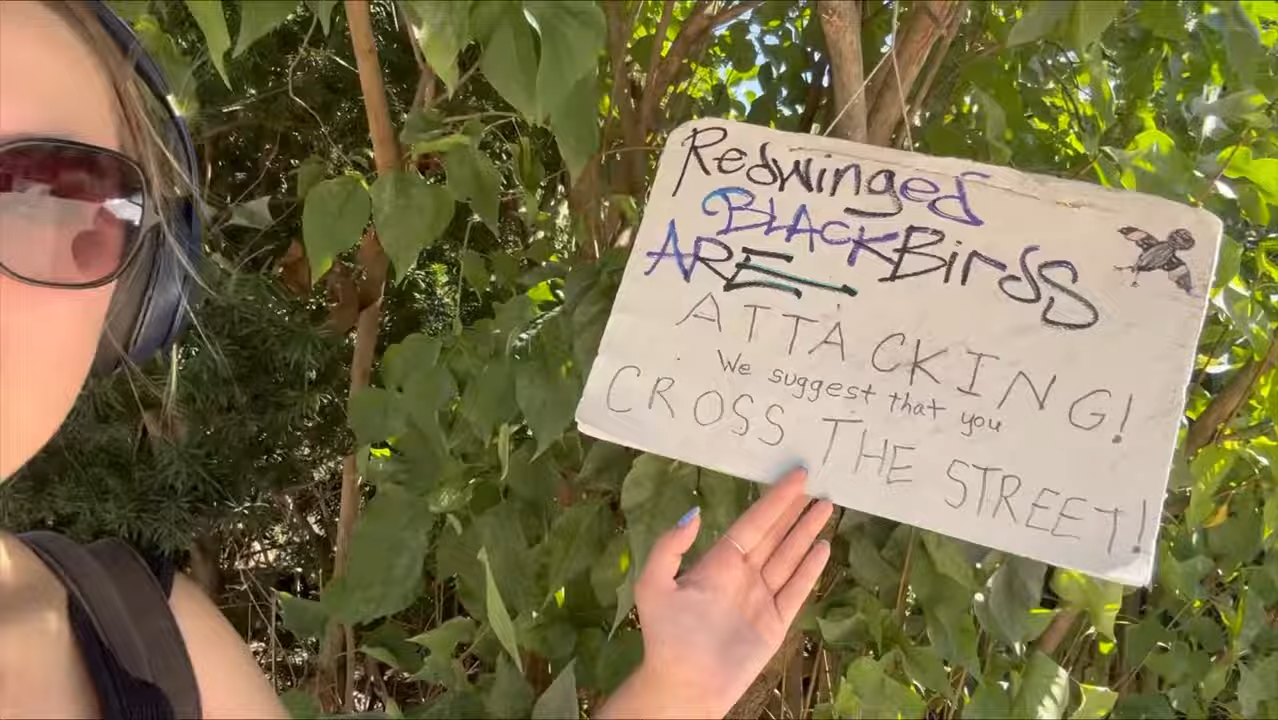 Redwinged
BLACKBirdS
ARE
ATTACKING!
We suggest that you
CROSS THE STREET!